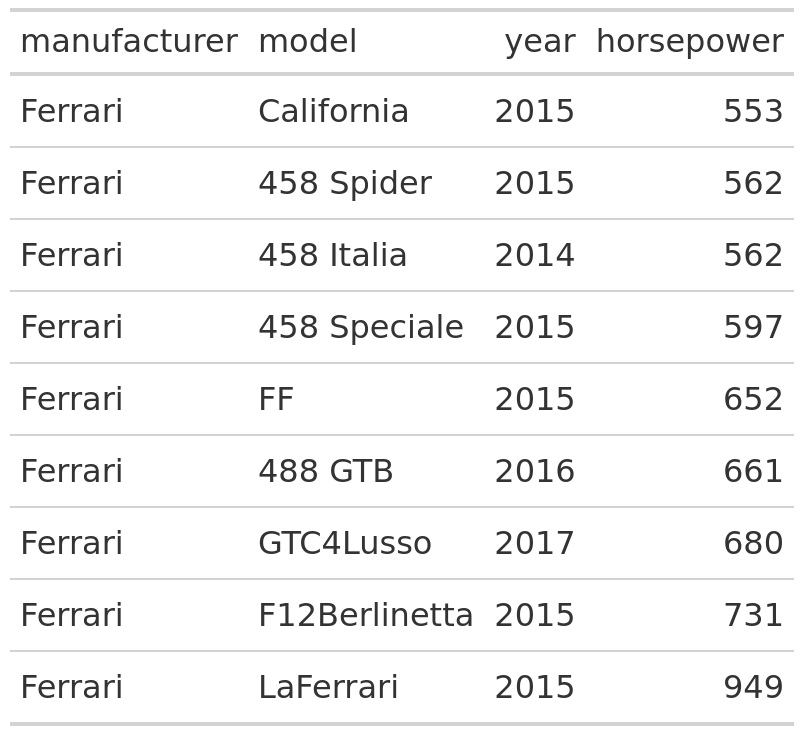 manufacturer model year horsepower
Ferrari California 2015 553
Ferrari 458 Spider 2015 562
Ferrari 458 Italia 2014 562
Ferrari 458 Speciale 2015 597
Ferrari FF 2015 652
Ferrari 488 GTB 2016 661
Ferrari GTC4Lusso 2017 680
Ferrari F12Berlinetta 2015 731
Ferrari LaFerrari 2015 949